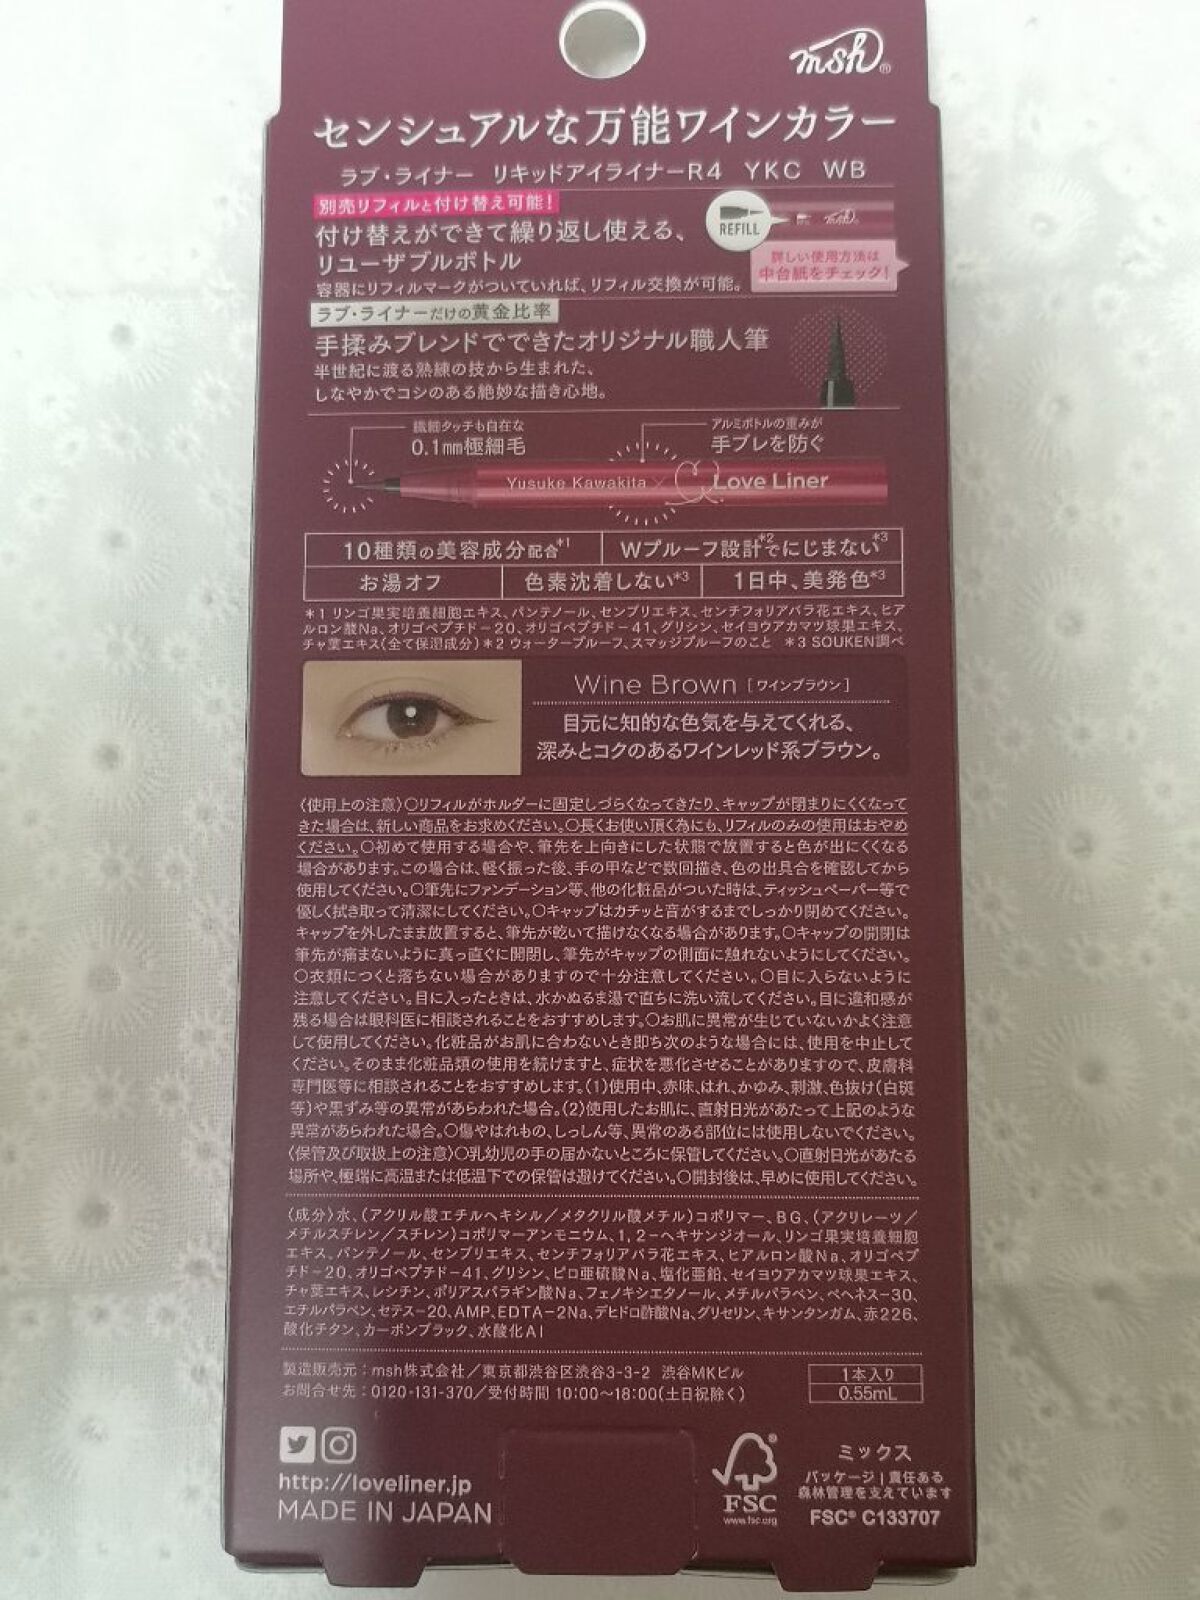 msh®
センシュアルな万能ワインカラー
ラブ・ライナー リキッドアイライナーR4 YKC WB
別売リフィルと付け替え可能!
付け替えができて繰り返し使える、
リユーザブルボトル
容器にリフィルマークがついていれば、リフィル交換が可能。
REFILL
msh
詳しい使用方法は
中台紙をチェック!
ラブ・ライナーだけの黄金比率
手揉みブレンドでできたオリジナル職人筆
半世紀に渡る熟練の技から生まれた、
しなやかでコシのある絶妙な描き心地。
繊細タッチも自在な
0.1mm極細毛
アルミボトルの重みが
手ブレを防ぐ
Yusuke Kawakita × Love Liner
10種類の美容成分配合*1
Wプルーフ設計*2でにじまない*3
お湯オフ
色素沈着しない*3
1日中、美発色*3
*1 リンゴ果実培養細胞エキス、パンテノール、センブリエキス、センチフォリアバラ花エキス、ヒア
ルロン酸Na、オリゴペプチド-20、オリゴペプチド-41、グリシン、セイヨウアカマツ球果エキス、
チャ葉エキス(全て保湿成分)*2 ウォータープルーフ、スマッジプルーフのこと *3 SOUKEN調べ
Wine Brown [ワインブラウン]
目元に知的な色気を与えてくれる、
深みとコクのあるワインレッド系ブラウン。
〈使用上の注意〉○リフィルがホルダーに固定しづらくなってきたり、キャップが閉まりにくくなって
きた場合は、新しい商品をお求めください。○長くお使い頂く為にも、リフィルのみの使用はおやめ
ください。○初めて使用する場合や、筆先を上向きにした状態で放置すると色が出にくくなる
場合があります。この場合は、軽く振った後、手の甲などで数回描き、色の出具合を確認してから
使用してください。○筆先にファンデーション等、他の化粧品がついた時は、ティッシュペーパー等で
優しく拭き取って清潔にしてください。○キャップはカチッと音がするまでしっかり閉めてください。
キャップを外したまま放置すると、筆先が乾いて描けなくなる場合があります。○キャップの開閉は
筆先が痛まないように真っ直ぐに開閉し、筆先がキャップの側面に触れないようにしてください。
○衣類につくと落ちない場合がありますので十分注意してください。○目に入らないように
注意してください。目に入ったときは、水かぬるま湯で直ちに洗い流してください。目に違和感が
残る場合は眼科医に相談されることをおすすめします。○お肌に異常が生じていないかよく注意
して使用してください。化粧品がお肌に合わないとき即ち次のような場合には、使用を中止して
ください。そのまま化粧品類の使用を続けますと、症状を悪化させることがありますので、皮膚科
専門医等に相談されることをおすすめします。(1)使用中、赤味、はれ、かゆみ、刺激、色抜け(白斑
等)や黒ずみ等の異常があらわれた場合。(2)使用したお肌に、直射日光があたって上記のような
異常があらわれた場合。○傷やはれもの、しっしん等、異常のある部位には使用しないでください。
〈保管及び取扱上の注意〉○乳幼児の手の届かないところに保管してください。○直射日光があたる
場所や、極端に高温または低温下での保管は避けてください。○開封後は、早めに使用してください。
〈成分〉水、(アクリル酸エチルヘキシル/メタクリル酸メチル)コポリマー、BG、(アクリレーツ/
メチルスチレン/スチレン)コポリマーアンモニウム、1,2-ヘキサンジオール、リンゴ果実培養細胞
エキス、パンテノール、センブリエキス、センチフォリアバラ花エキス、ヒアルロン酸Na、オリゴペプ
チド-20、オリゴペプチド-41、グリシン、ピロ亜硫酸Na、塩化亜鉛、セイヨウアカマツ球果エキス、
チャ葉エキス、レシチン、ポリアスパラギン酸Na、フェノキシエタノール、メチルパラベン、ベヘネス-30、
エチルパラベン、セテス-20、AMP、EDTA-2Na、デヒドロ酢酸Na、グリセリン、キサンタンガム、赤226、
酸化チタン、カーボンブラック、水酸化Al
製造販売元:msh株式会社/東京都渋谷区渋谷3-3-2 渋谷MKビル
お問合せ先:0120-131-370/受付時間 10:00~18:00(土日祝除く)
1本入り
0.55mL
http://loveliner.jp
MADE IN JAPAN
FSC
www.fsc.org
ミックス
パッケージ|責任ある
森林管理を支えています
FSC® C133707